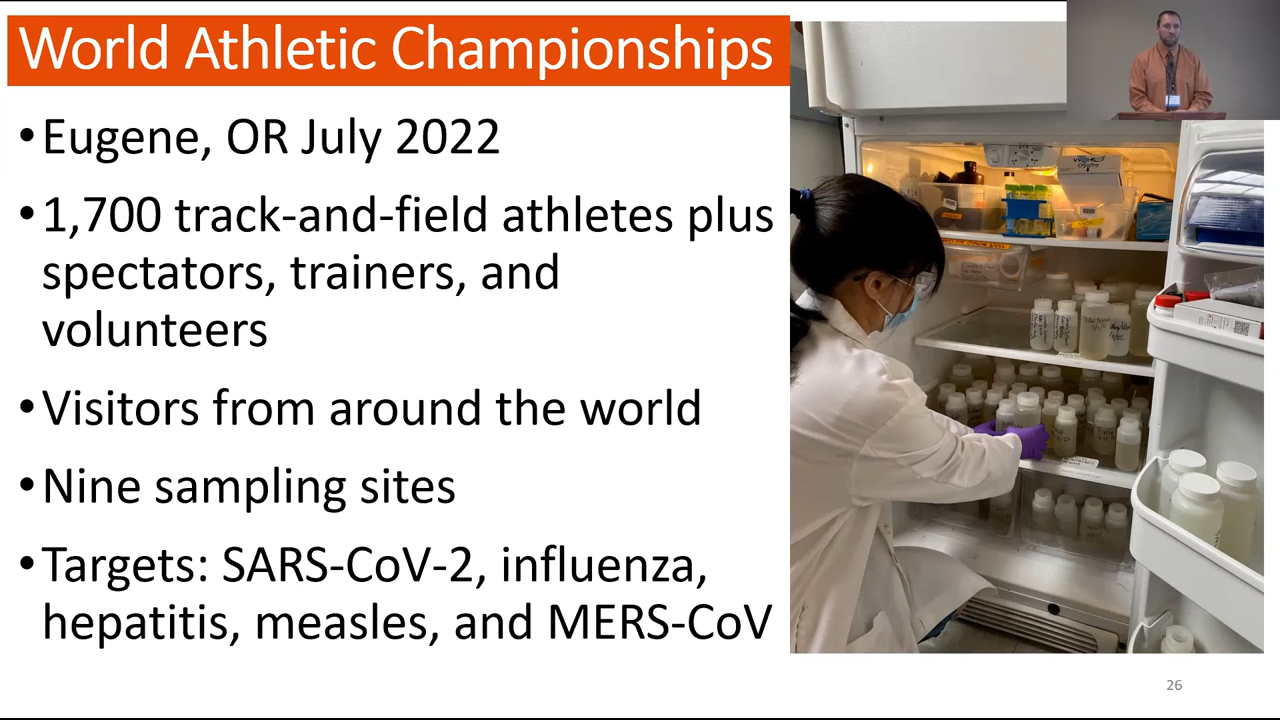 World Athletic Championships
•Eugene, OR July 2022
•1,700 track-and-field athletes plus
spectators, trainers, and
volunteers
•Visitors from around the world
•Nine sampling sites
•Targets: SARS-CoV-2, influenza,
hepatitis, measles, and MERS-CoV
26